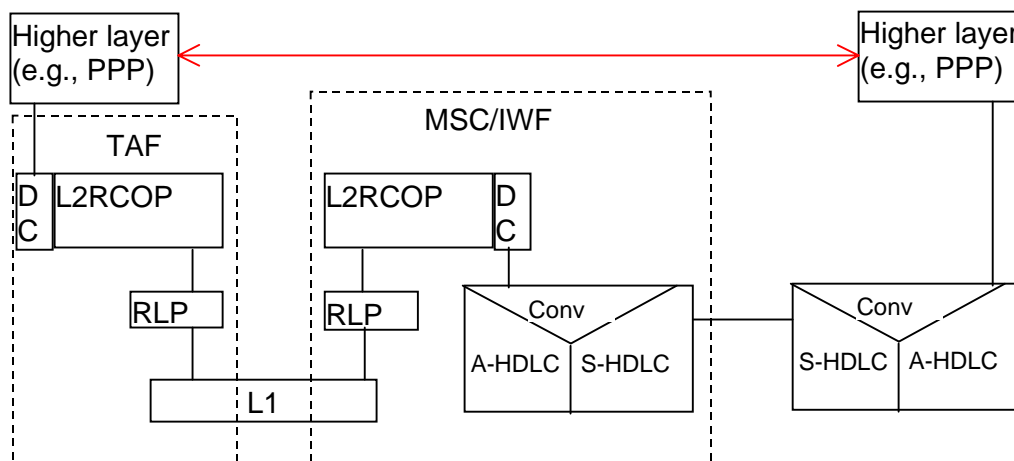 Higher layer
(e.g., PPP)
Higher layer
(e.g., PPP)
MSC/IWF
TAF
D
C
L2RCOP
L2RCOP
D
C
RLP
RLP
Conv
A-HDLC
S-HDLC
Conv
S-HDLC
A-HDLC
L1